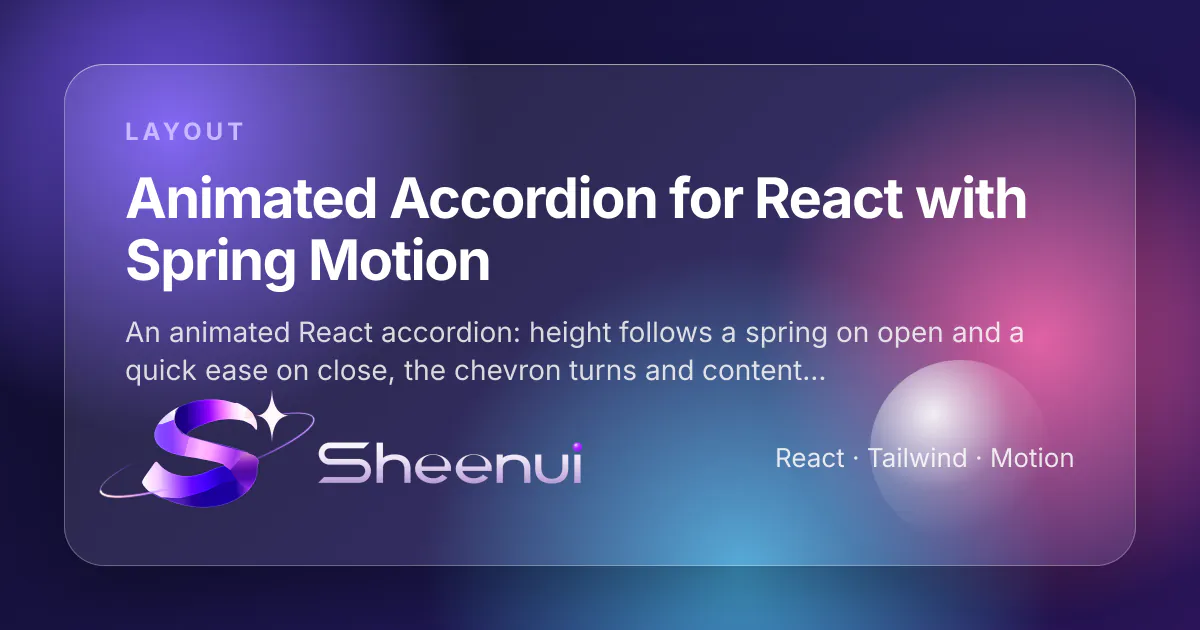 LAYOUT
Animated Accordion for React with
Spring Motion
An animated React accordion: height follows a spring on open and a
quick ease on close, the chevron turns and content...
Sheenui
React · Tailwind · Motion